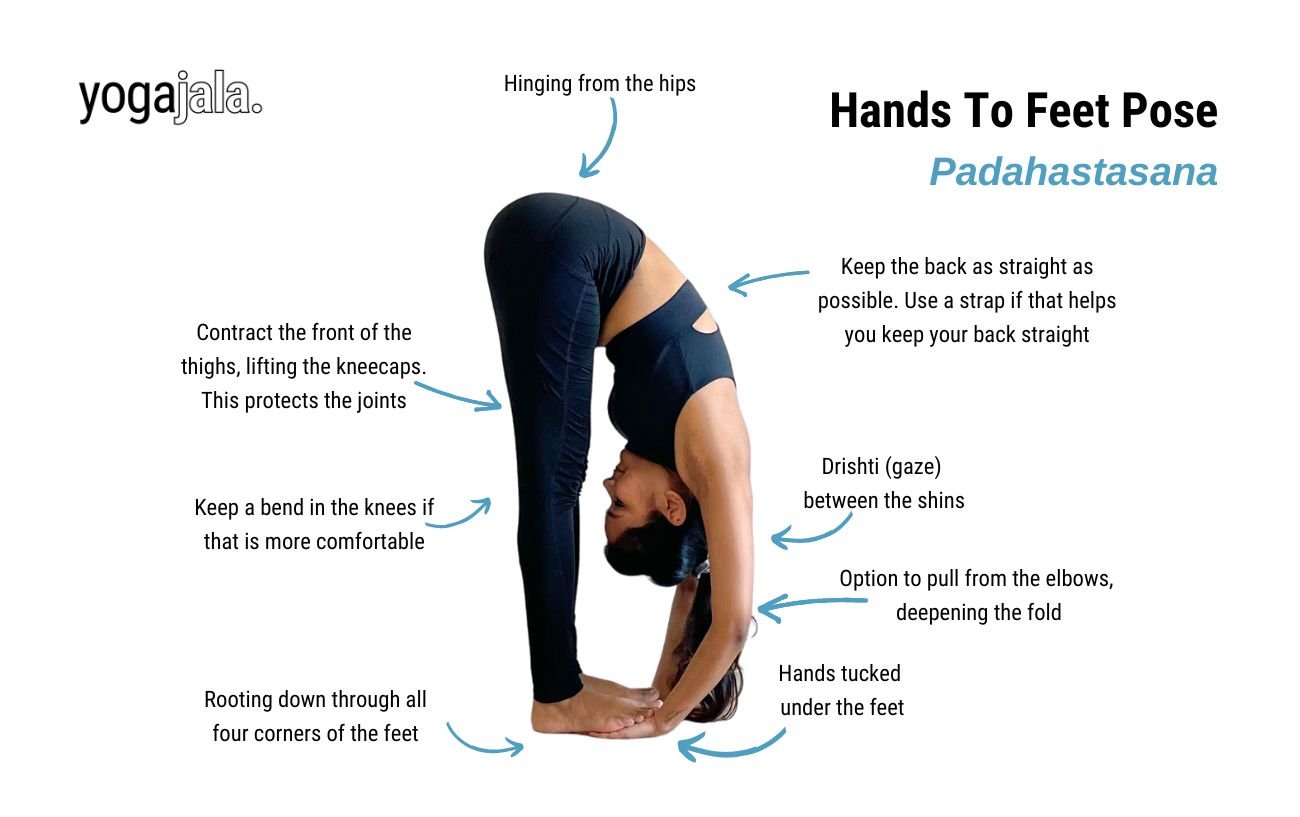 yogajala.
Hinging from the hips
Hands To Feet Pose
Padahastasana
Keep the back as straight as
possible. Use a strap if that helps
you keep your back straight
Contract the front of the
thighs, lifting the kneecaps.
This protects the joints
Drishti (gaze)
between the shins
Keep a bend in the knees if
that is more comfortable
Option to pull from the elbows,
deepening the fold
Hands tucked
under the feet
Rooting down through all
four corners of the feet